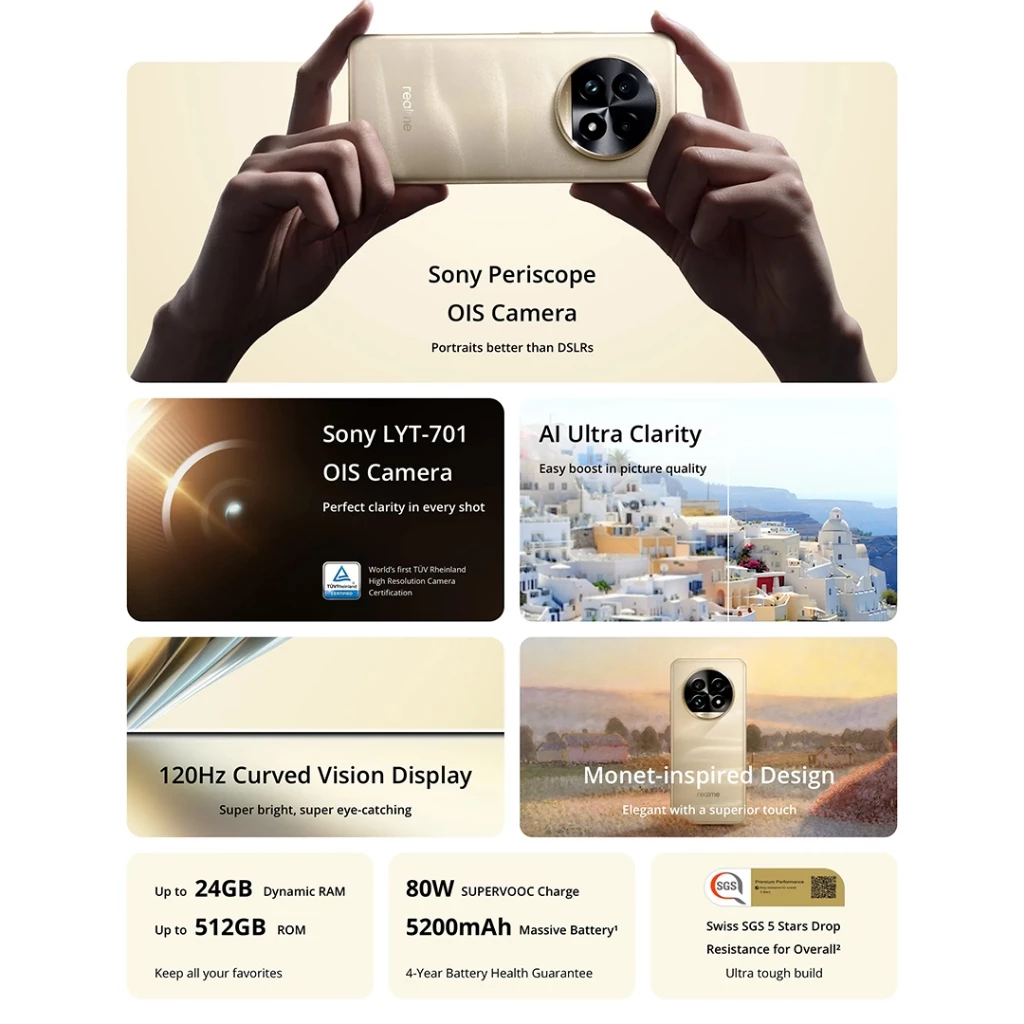 realme
Sony Periscope
OIS Camera
Portraits better than DSLRs
Sony LYT-701
OIS Camera
Perfect clarity in every shot
TÜVRheinland
CERTIFIED
World's first TÜV Rheinland
High Resolution Camera
Certification
AI Ultra Clarity
Easy boost in picture quality
120Hz Curved Vision Display
Super bright, super eye-catching
Monet-inspired Design
realme
Elegant with a superior touch
Up to 24GB Dynamic RAM
Up to 512GB ROM
Keep all your favorites
80W SUPERVOOC Charge
5200mAh Massive Battery¹
4-Year Battery Health Guarantee
SGS
Premium Performance
Swiss SGS 5 Stars Drop
Resistance for Overall²
Ultra tough build